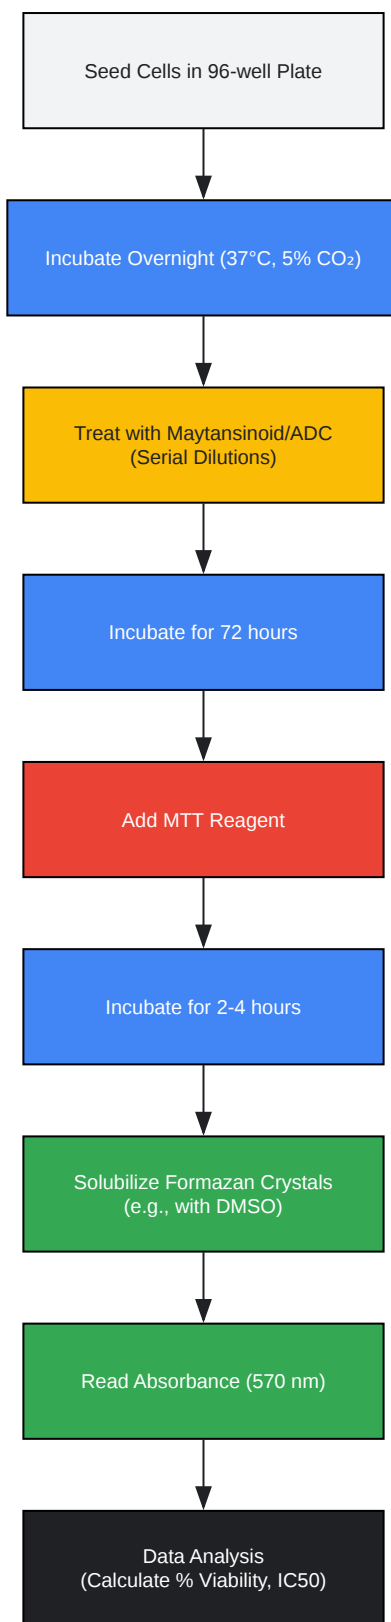 Seed Cells in 96-well Plate
Incubate Overnight (37°C, 5% CO₂)
Treat with Maytansinoid/ADC
(Serial Dilutions)
Incubate for 72 hours
Add MTT Reagent
Incubate for 2-4 hours
Solubilize Formazan Crystals
(e.g., with DMSO)
Read Absorbance (570 nm)
Data Analysis
(Calculate % Viability, IC50)